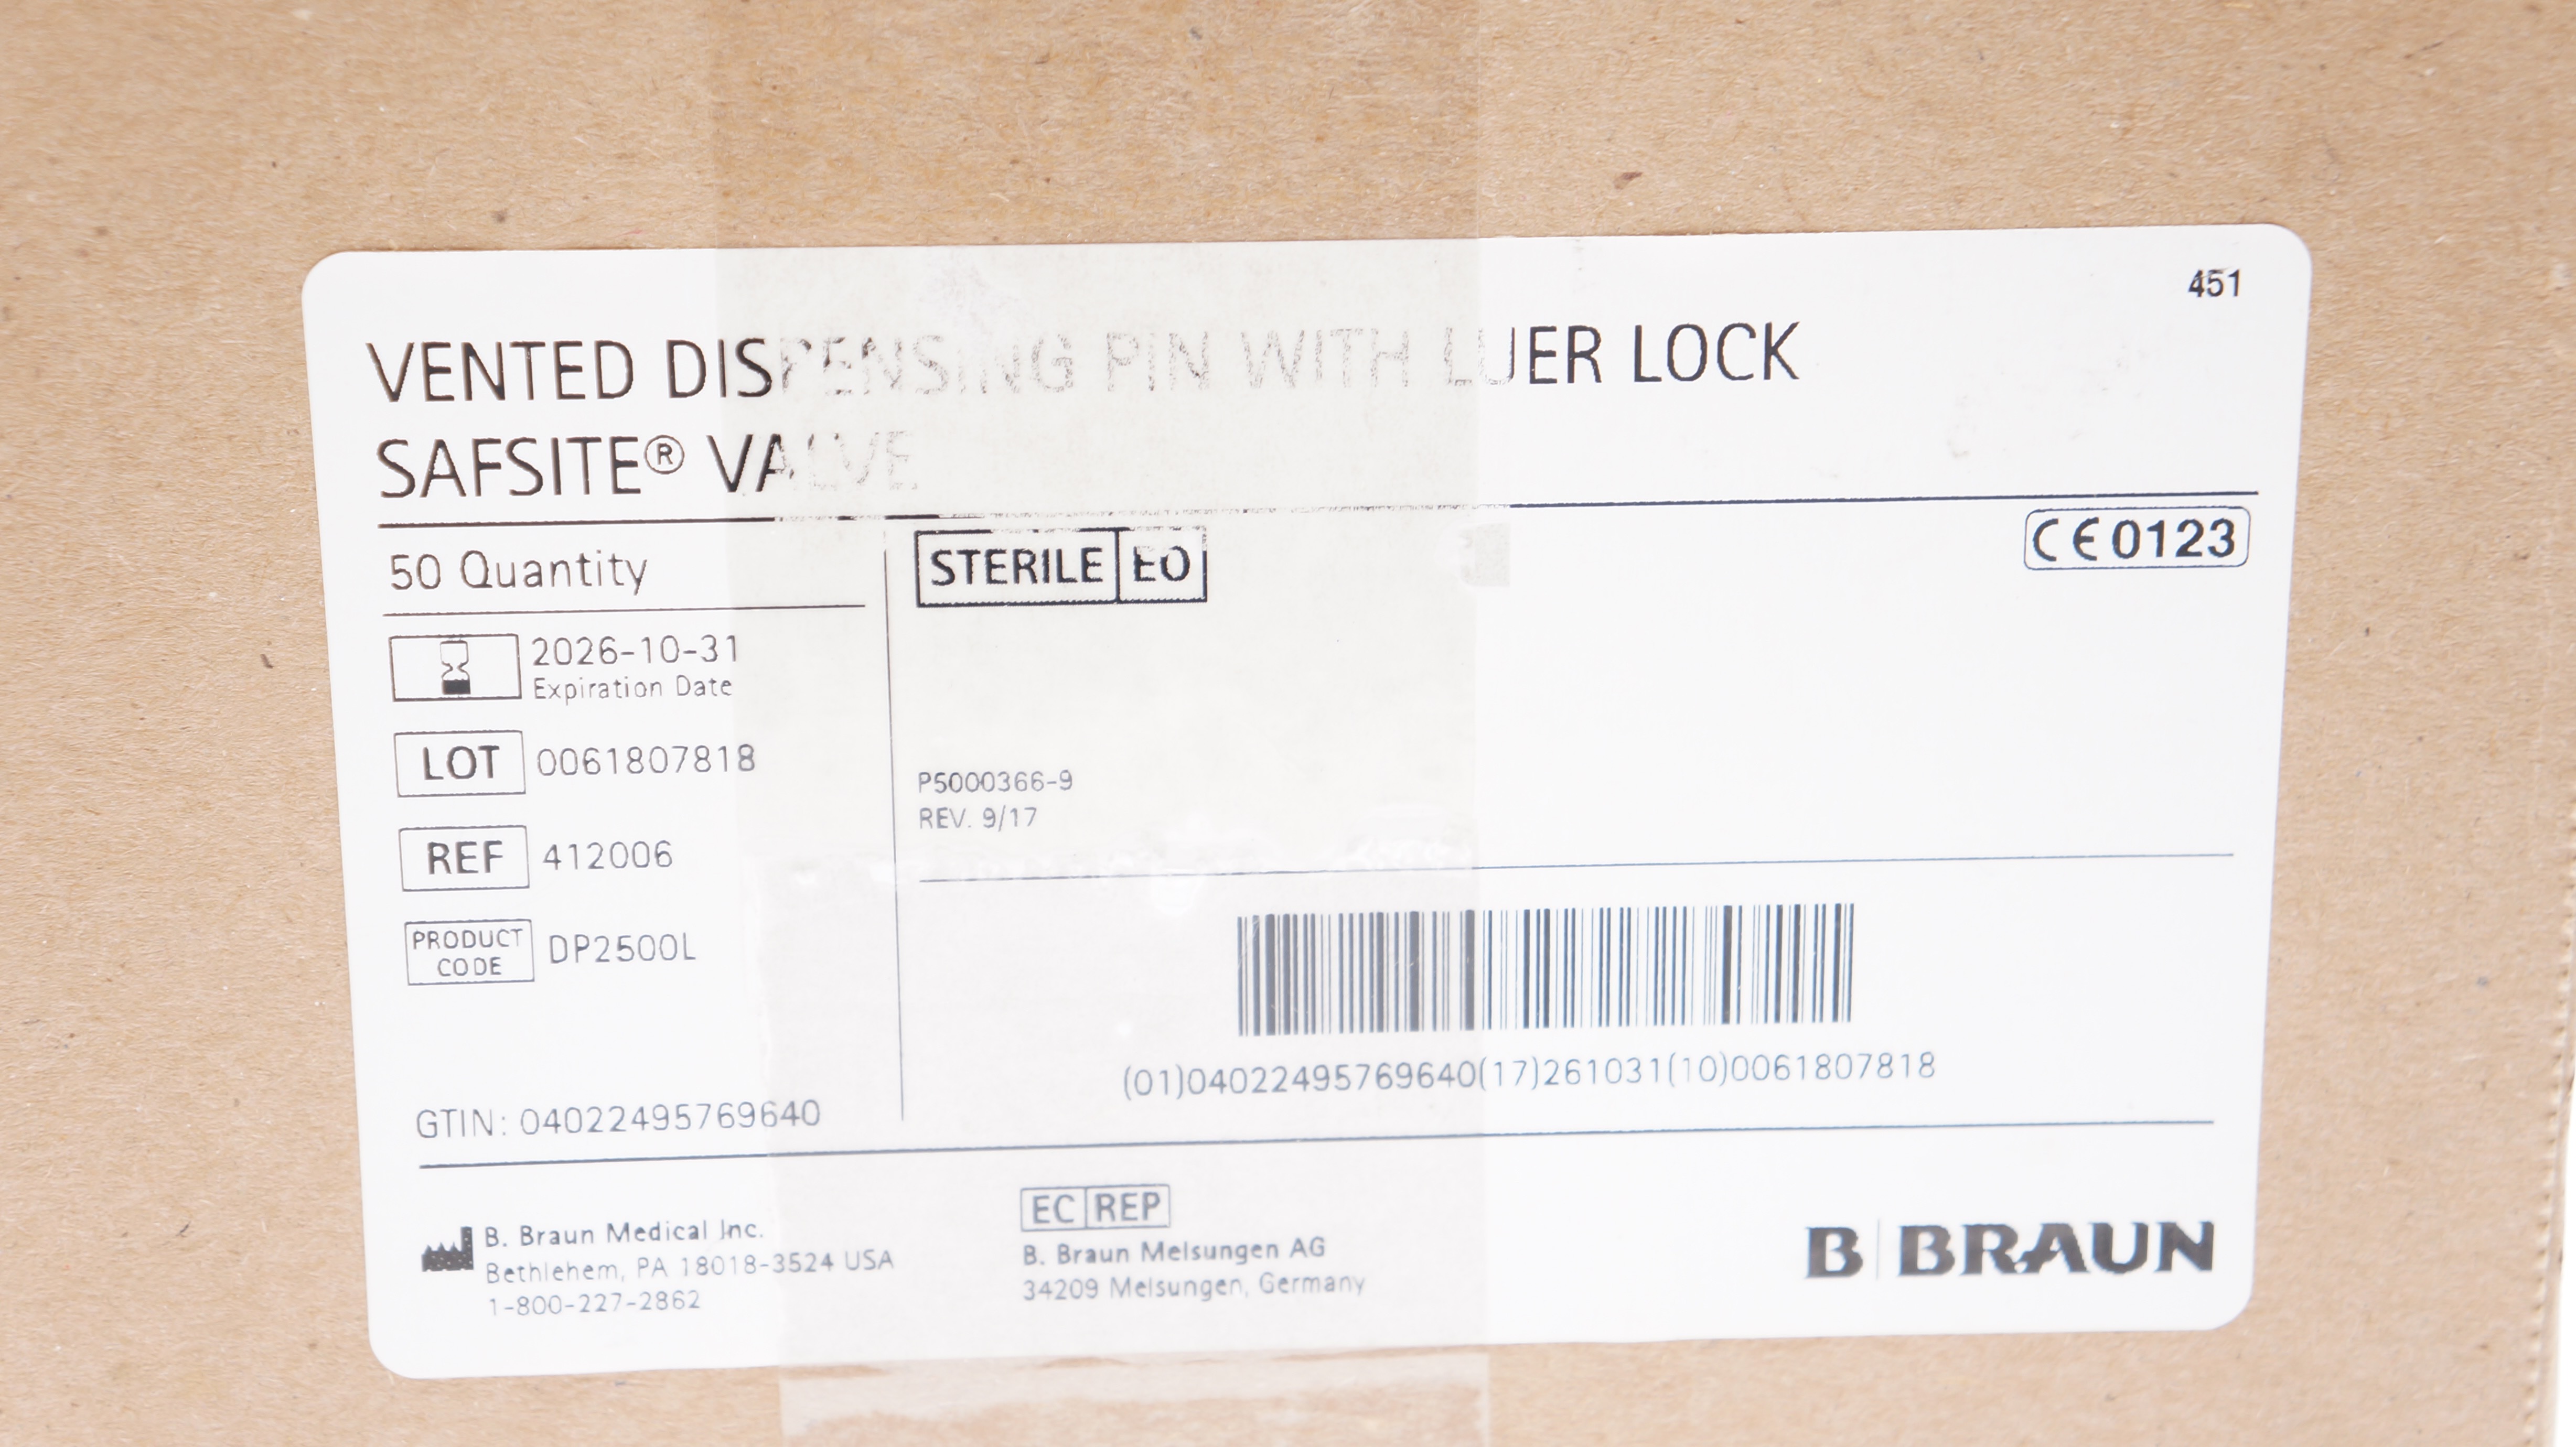 451
VENTED DISPENSING PIN WITH LUER LOCK
SAFSITE® VALVE
50 Quantity
STERILE EO
CE 0123
2026-10-31
Expiration Date
LOT 0061807818
REF 412006
PRODUCT
CODE
DP2500L
P5000366-9
REV. 9/17
(01)04022495769640(17)261031(10)0061807818
GTIN: 04022495769640
B. Braun Medical Inc.
Bethlehem, PA 18018-3524 USA
1-800-227-2862
EC REP
B. Braun Melsungen AG
34209 Melsungen, Germany
B BRAUN